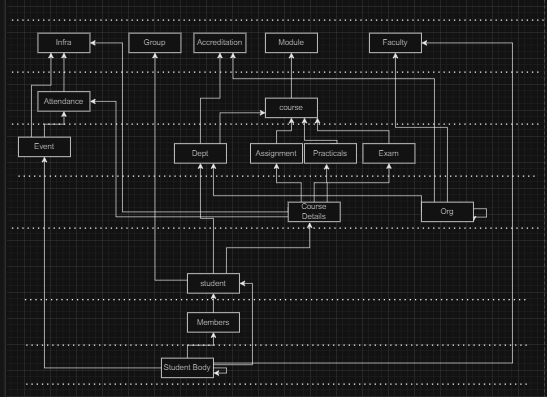 Infra
Group
Accreditation
Module
Faculty
Attendance
course
Event
Dept
Assignment
Practicals
Exam
Course
Details
Org
student
Members
Student Body